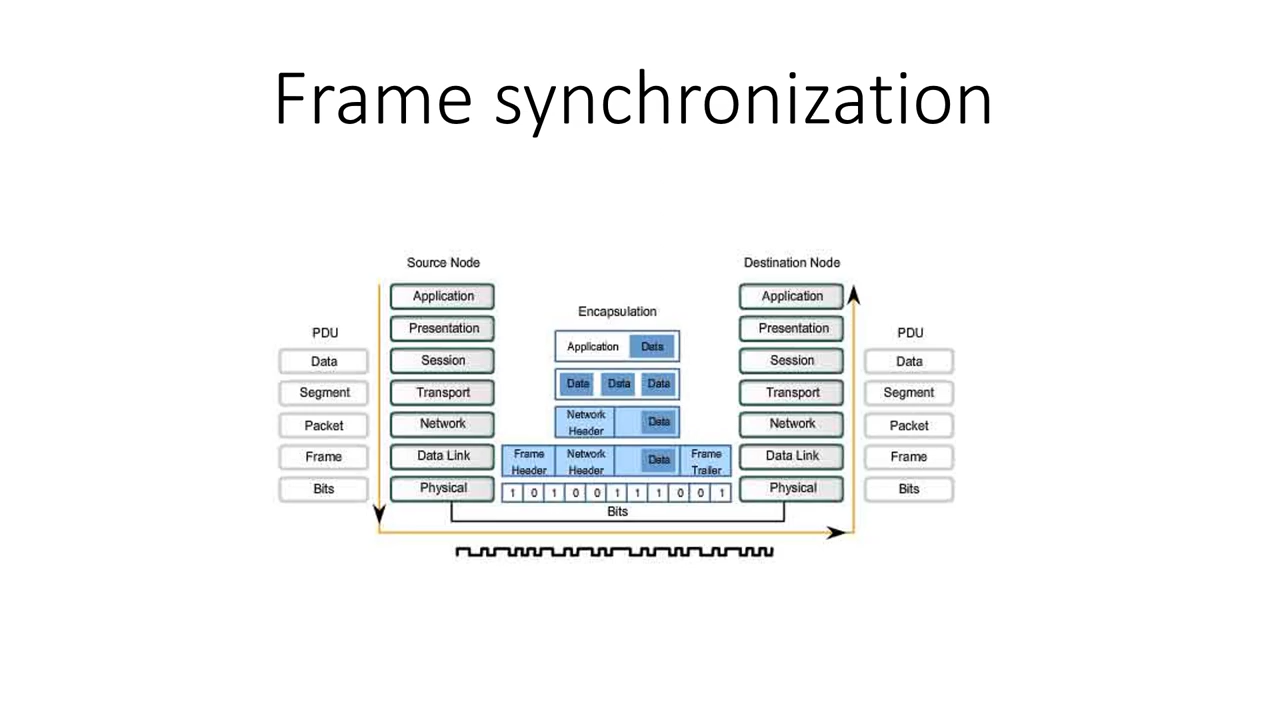 Frame synchronization
Source Node
Destination Node
Application
Presentation
Session
Transport
Network
Data Link
Physical
PDU
Data
Segment
Packet
Frame
Bits
Encapsulation
Application Data
Data Data Data
Network Header Data
Frame Header Network Header Data Frame Trailer
1 0 1 0 0 1 1 1 0 0 1
Bits
Application
Presentation
Session
Transport
Network
Data Link
Physical
PDU
Data
Segment
Packet
Frame
Bits